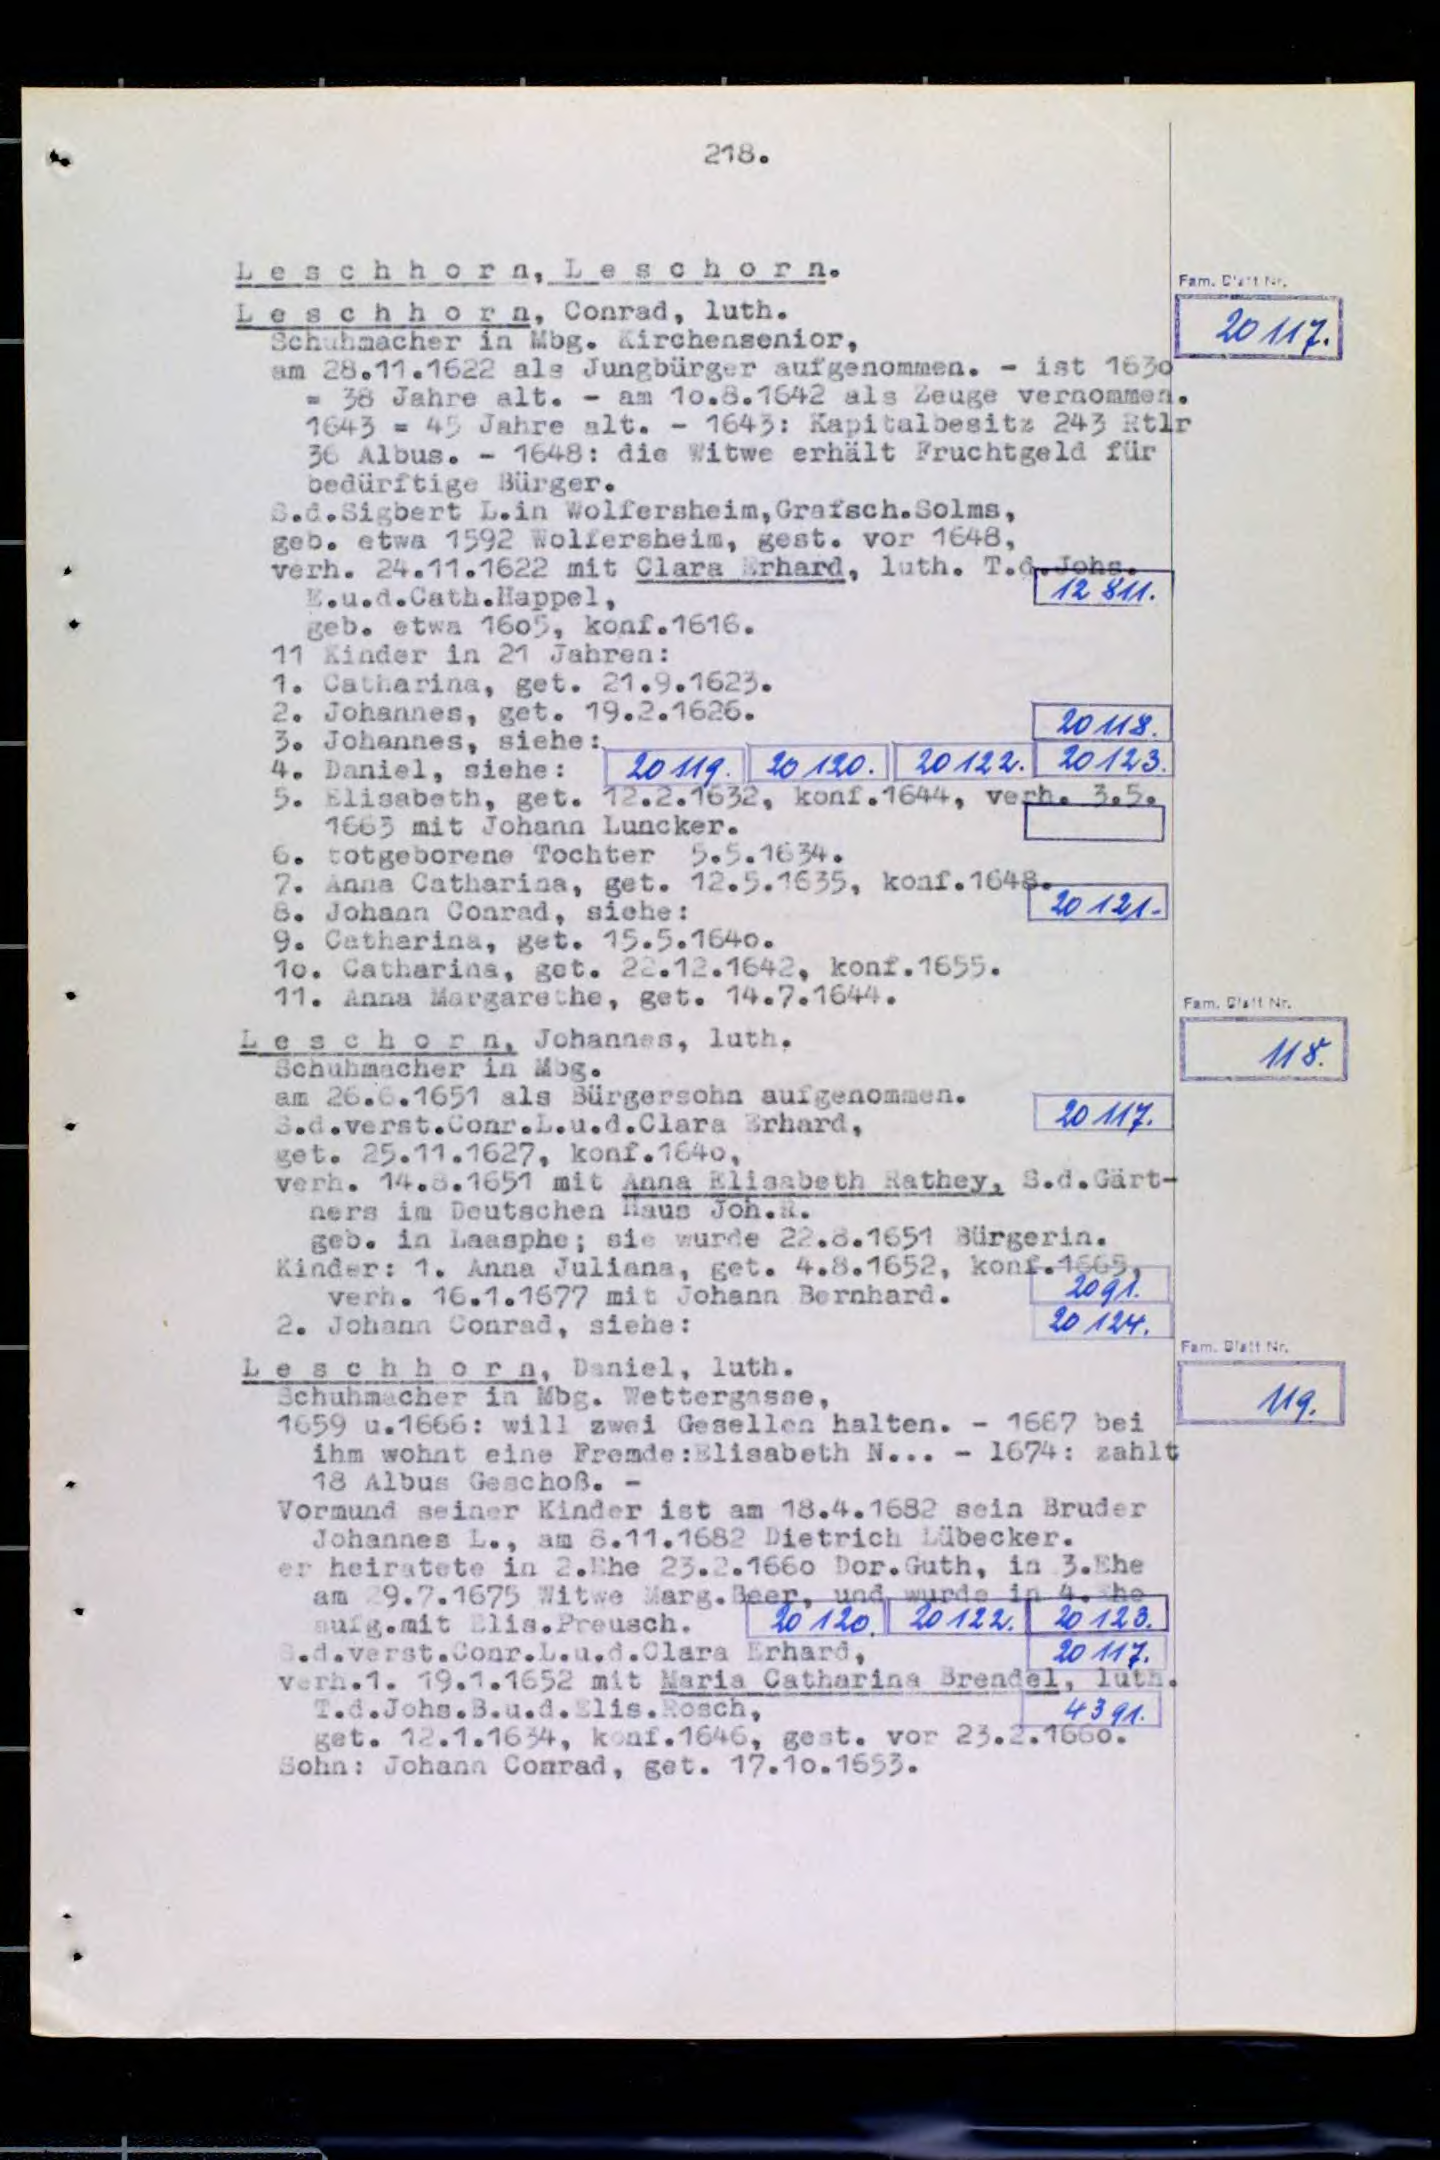 218.
L e s c h h o r n, L e s c h o r n.
Fam. Blatt Nr.
20117.
L e s c h h o r n, Conrad, luth.
Schuhmacher in Mbg. Kirchensenior,
am 28.11.1622 als Jungbürger aufgenommen. - ist 163o
= 38 Jahre alt. - am 1o.8.1642 als Zeuge vernommen.
1643 = 45 Jahre alt. - 1643: Kapitalbesitz 243 Rtlr
36 Albus. - 1648: die Witwe erhält Fruchtgeld für
bedürftige Bürger.
S.d.Sigbert L.in Wolfersheim,Grafsch.Solms,
geb. etwa 1592 Wolfersheim, gest. vor 1648,
verh. 24.11.1622 mit Clara Erhard, luth. T.d.Johs.
E.u.d.Cath.Happel, 12811.
geb. etwa 16o5, konf.1616.
11 Kinder in 21 Jahren:
1. Catharina, get. 21.9.1623.
2. Johannes, get. 19.2.1626.
3. Johannes, siehe: 20118.
4. Daniel, siehe: 20119. 20120. 20122. 20123.
5. Elisabeth, get. 12.2.1632, konf.1644, verh. 3.5.
1663 mit Johann Luncker.
6. totgeborene Tochter 5.5.1634.
7. Anna Catharina, get. 12.5.1635, konf.1648.
8. Johann Conrad, siehe: 20121.
9. Catharina, get. 15.5.164o.
1o. Catharina, get. 22.12.1642, konf.1655.
11. Anna Margarethe, get. 14.7.1644.
Fam. Blatt Nr.
118.
L e s c h o r n, Johannes, luth.
Schuhmacher in Mbg.
am 26.6.1651 als Bürgersohn aufgenommen.
S.d.verst.Conr.L.u.d.Clara Erhard, 20117.
get. 25.11.1627, konf.164o,
verh. 14.8.1651 mit Anna Elisabeth Rathey, S.d.Gärt-
ners im Deutschen Haus Joh.R.
geb. in Laasphe; sie wurde 22.8.1651 Bürgerin.
Kinder: 1. Anna Juliana, get. 4.8.1652, konf.1665,
verh. 16.1.1677 mit Johann Bernhard. 2091.
2. Johann Conrad, siehe: 20124.
Fam. Blatt Nr.
119.
L e s c h h o r n, Daniel, luth.
Schuhmacher in Mbg. Wettergasse,
1659 u.1666: will zwei Gesellen halten. - 1667 bei
ihm wohnt eine Fremde:Elisabeth N... - 1674: zahlt
18 Albus Geschoß. -
Vormund seiner Kinder ist am 18.4.1682 sein Bruder
Johannes L., am 8.11.1682 Dietrich Lübecker.
er heiratete in 2.Ehe 23.2.166o Dor.Guth, in 3.Ehe
am 29.7.1675 Witwe Marg.Beer, und wurde in 4.Ehe
aufg.mit Elis.Preusch. 20120. 20122. 20123.
S.d.verst.Conr.L.u.d.Clara Erhard, 20117.
verh.1. 19.1.1652 mit Maria Catharina Brendel, luth.
T.d.Johs.B.u.d.Elis.Rosch, 4391.
get. 12.1.1634, konf.1646, gest. vor 23.2.166o.
Sohn: Johann Conrad, get. 17.1o.1653.